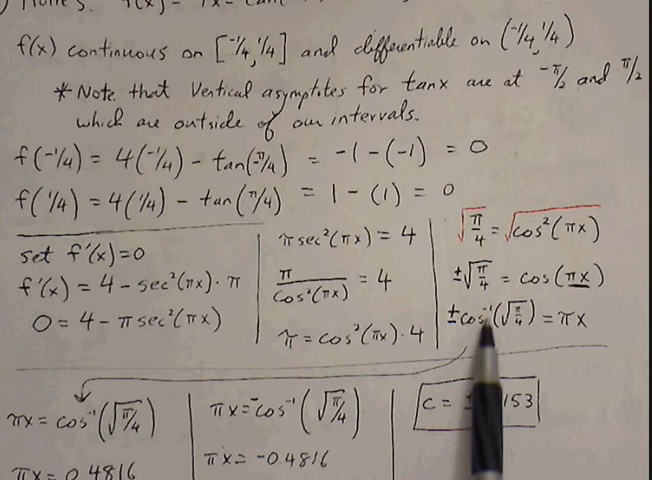 f(x) continuous on [-1/4, 1/4] and differentiable on (-1/4, 1/4)
* Note that vertical asymptites for tanx are at -π/2 and π/2
which are outside of our intervals.
f(-1/4) = 4(-1/4) - tan(-π/4) = -1 - (-1) = 0
f(1/4) = 4(1/4) - tan(π/4) = 1 - (1) = 0
set f'(x)=0
f'(x) = 4 - sec²(πx)·π
0 = 4 - π sec²(πx)
π sec²(πx) = 4
π/cos²(πx) = 4
π = cos²(πx)·4
√(π/4) = √(cos²(πx))
±√(π/4) = cos(πx)
±cos⁻¹(√(π/4)) = πx
πx = cos⁻¹(√(π/4))
πx = 0.4816
πx = -cos⁻¹(√(π/4))
πx = -0.4816
c = ± 153